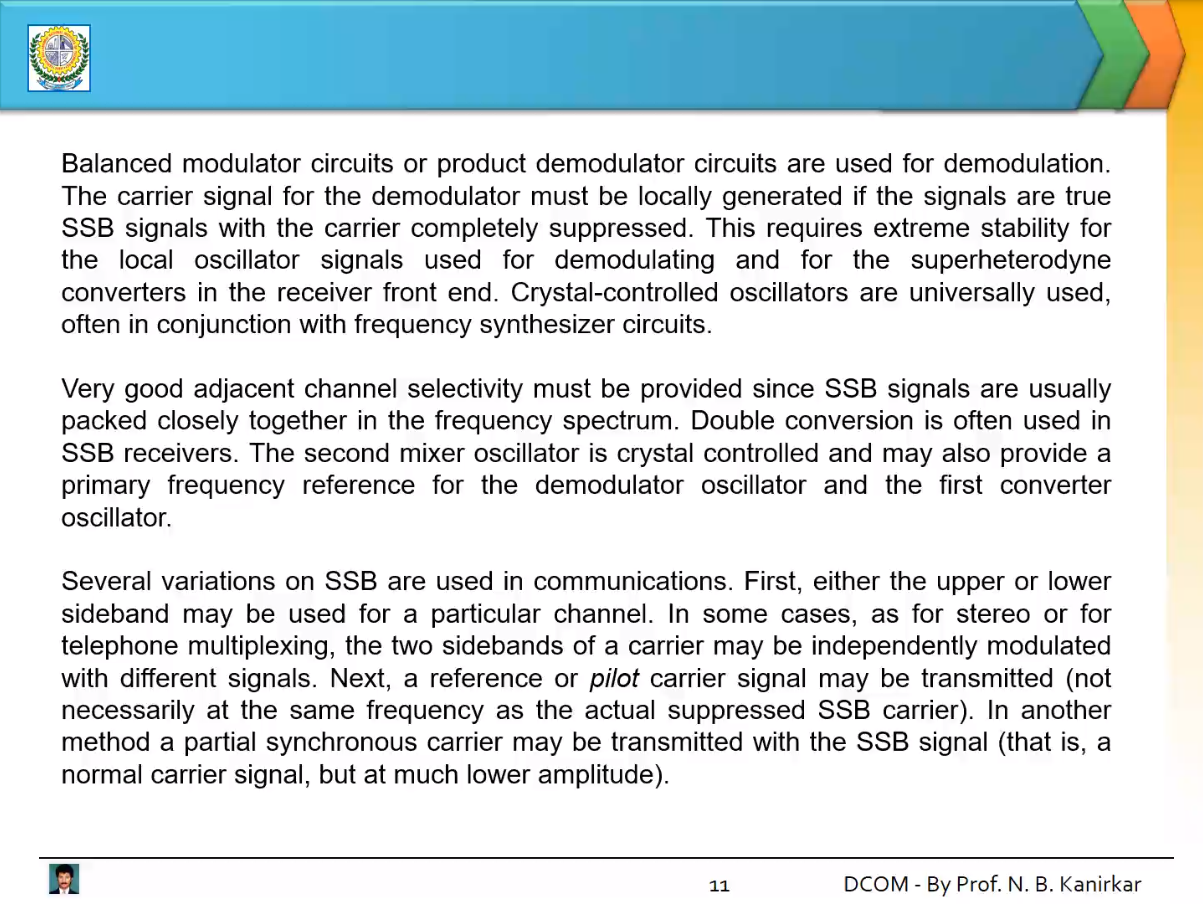 Balanced modulator circuits or product demodulator circuits are used for demodulation.
The carrier signal for the demodulator must be locally generated if the signals are true
SSB signals with the carrier completely suppressed. This requires extreme stability for
the local oscillator signals used for demodulating and for the superheterodyne
converters in the receiver front end. Crystal-controlled oscillators are universally used,
often in conjunction with frequency synthesizer circuits.
Very good adjacent channel selectivity must be provided since SSB signals are usually
packed closely together in the frequency spectrum. Double conversion is often used in
SSB receivers. The second mixer oscillator is crystal controlled and may also provide a
primary frequency reference for the demodulator oscillator and the first converter
oscillator.
Several variations on SSB are used in communications. First, either the upper or lower
sideband may be used for a particular channel. In some cases, as for stereo or for
telephone multiplexing, the two sidebands of a carrier may be independently modulated
with different signals. Next, a reference or pilot carrier signal may be transmitted (not
necessarily at the same frequency as the actual suppressed SSB carrier). In another
method a partial synchronous carrier may be transmitted with the SSB signal (that is, a
normal carrier signal, but at much lower amplitude).
11
DCOM - By Prof. N. B. Kanirkar